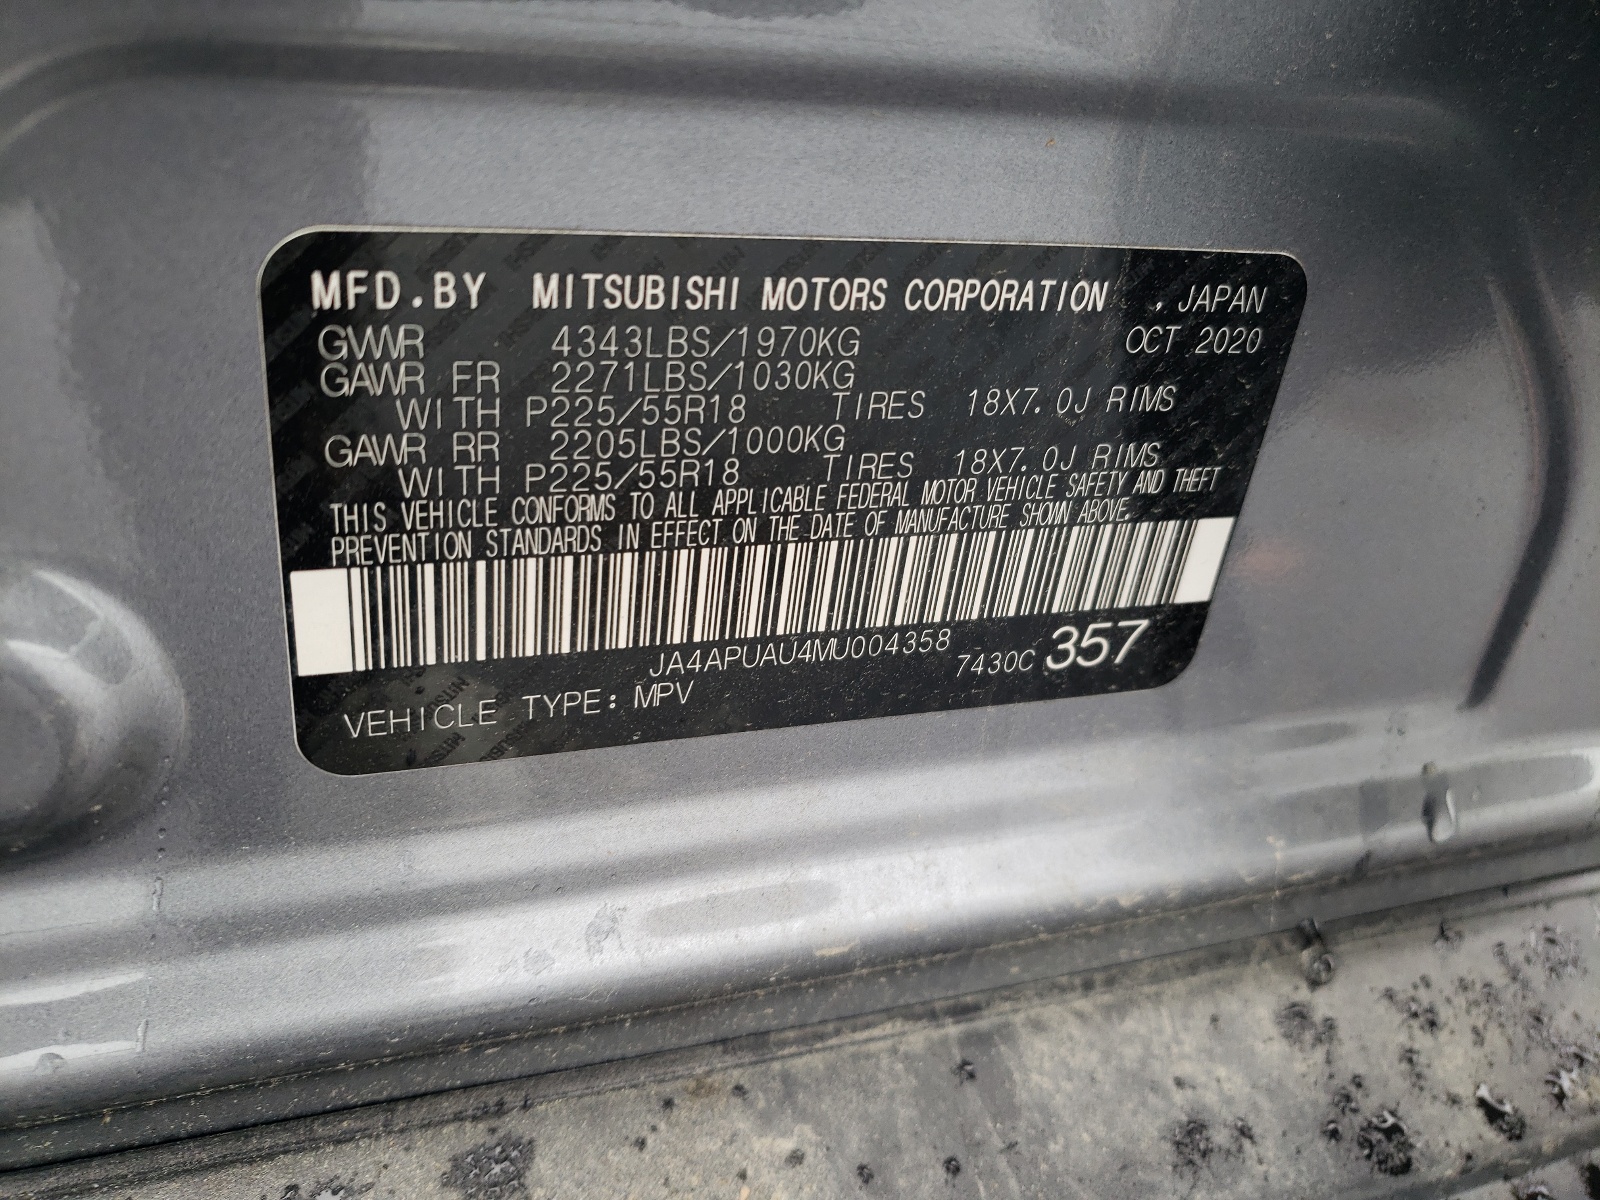 MFD.BY MITSUBISHI MOTORS CORPORATION , JAPAN
GVWR 4343LBS/1970KG OCT 2020
GAWR FR 2271LBS/1030KG
WITH P225/55R18 TIRES 18X7.0J RIMS
GAWR RR 2205LBS/1000KG
WITH P225/55R18 TIRES 18X7.0J RIMS
THIS VEHICLE CONFORMS TO ALL APPLICABLE FEDERAL MOTOR VEHICLE SAFETY AND THEFT
PREVENTION STANDARDS IN EFFECT ON THE DATE OF MANUFACTURE SHOWN ABOVE.
JA4APUAU4MU004358 7430C 357
VEHICLE TYPE: MPV